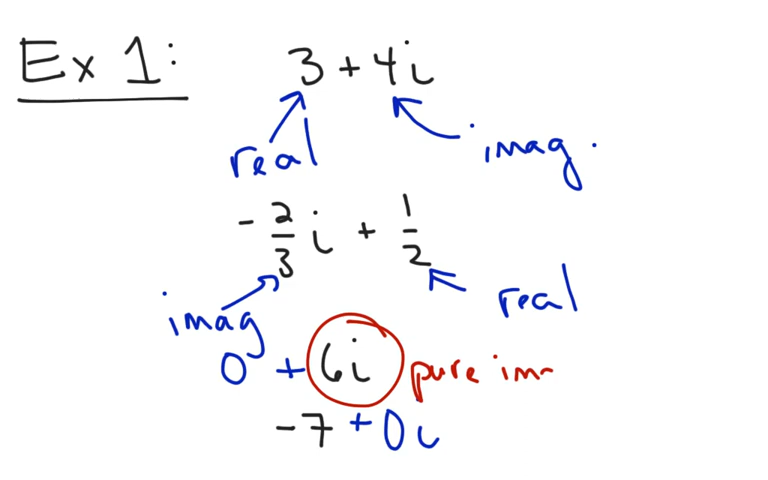 Ex 1:
3 + 4i
real imag.
- 2/3 i + 1/2
imag real
0 + 6i pure im
-7 + 0i